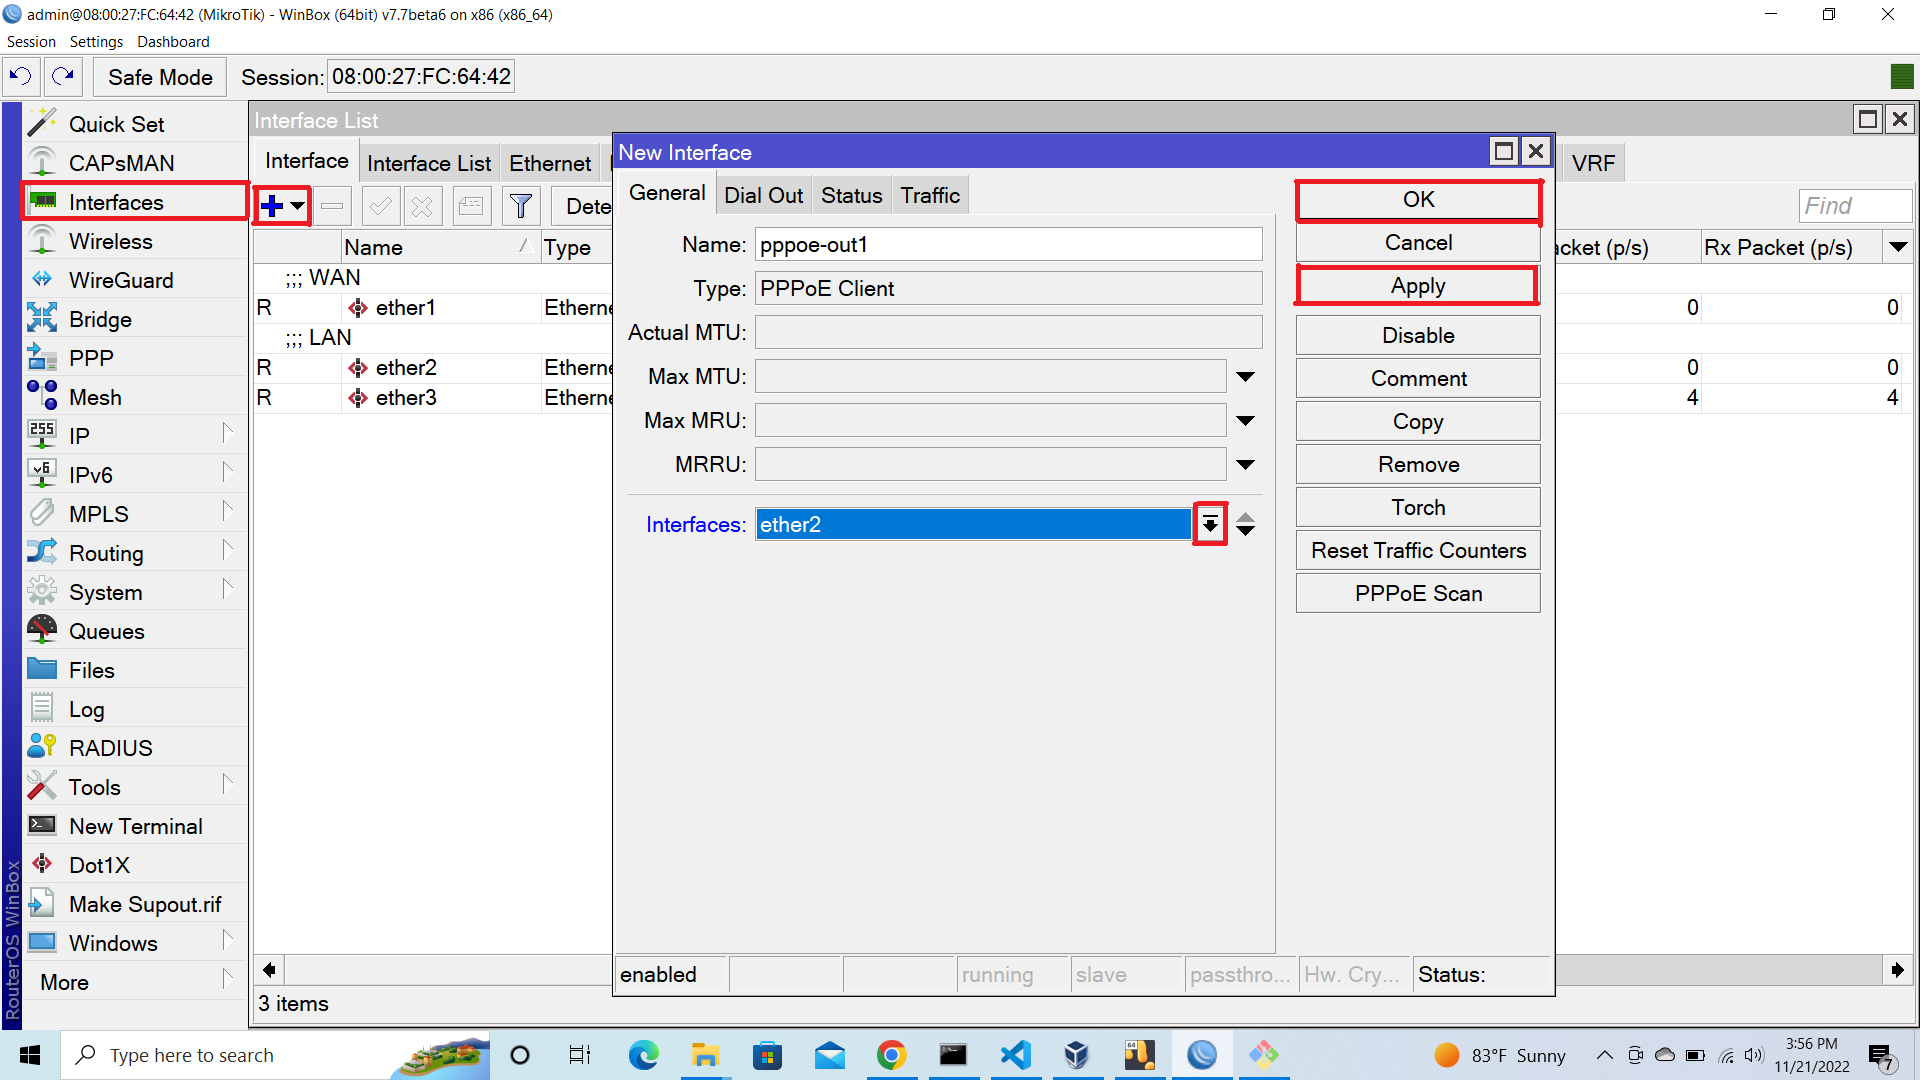 admin@08:00:27:FC:64:42 (MikroTik) - WinBox (64bit) v7.7beta6 on x86 (x86_64)
Session Settings Dashboard
Safe Mode Session: 08:00:27:FC:64:42
RouterOS WinBox
Quick Set
CAPsMAN
Interfaces
Wireless
WireGuard
Bridge
PPP
Mesh
255 IP
v6 IPv6
MPLS
Routing
System
Queues
Files
Log
RADIUS
Tools
New Terminal
Dot1X
Make Supout.rif
Windows
More
Interface List
Interface Interface List Ethernet VRF
Dete Find
Name Type acket (p/s) Rx Packet (p/s)
;;; WAN
R ether1 Etherne 0 0
;;; LAN
R ether2 Etherne 0 0
R ether3 Etherne 4 4
3 items
New Interface
General Dial Out Status Traffic
Name: pppoe-out1
Type: PPPoE Client
Actual MTU:
Max MTU:
Max MRU:
MRRU:
Interfaces: ether2
OK
Cancel
Apply
Disable
Comment
Copy
Remove
Torch
Reset Traffic Counters
PPPoE Scan
enabled running slave passthro... Hw. Cry... Status:
Type here to search
64
83°F Sunny
3:56 PM
11/21/2022
7